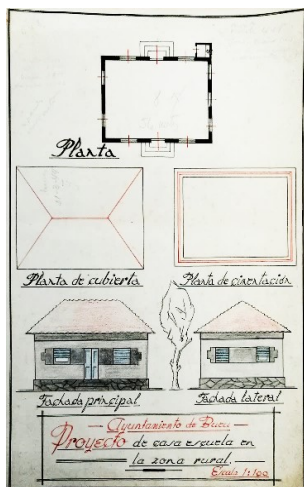 Planta
Planta de cubierta
Planta de cimentación
Fachada principal
Fachada lateral
Ayuntamiento de Bueu
Proyecto de casa escuela en
la zona rural.
Escala 1:100